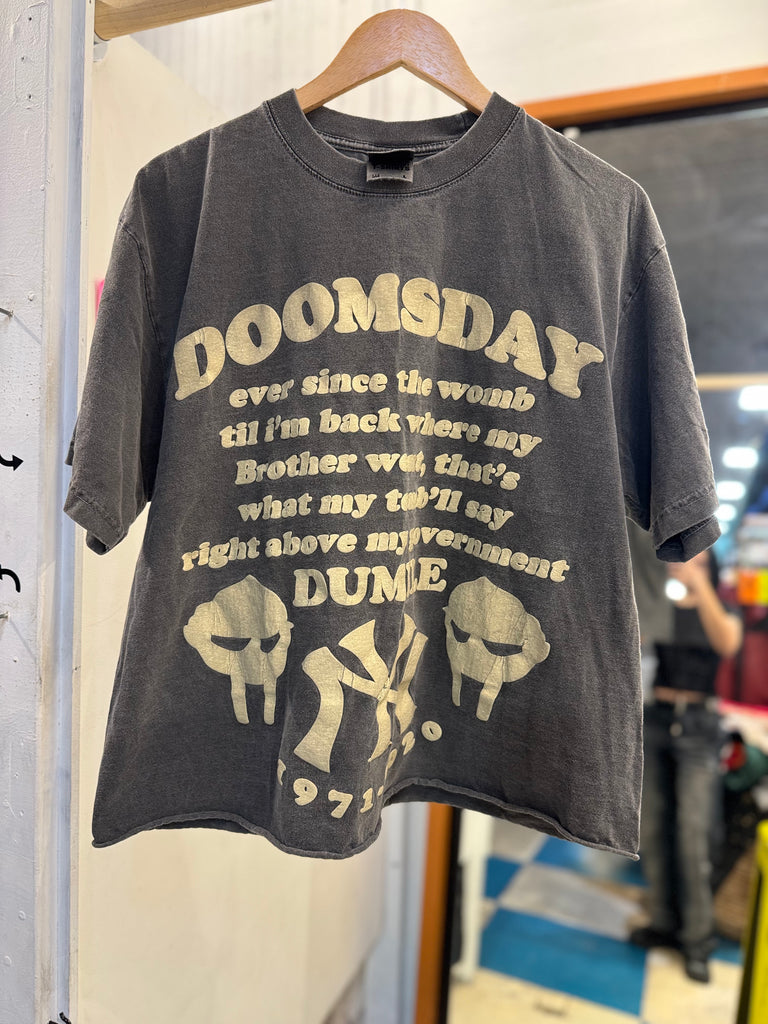 DOOMSDAY
ever since the womb
til i'm back where my
Brother went, that's
what my tomb'll say
right above my government
DUMILE
NY
1971